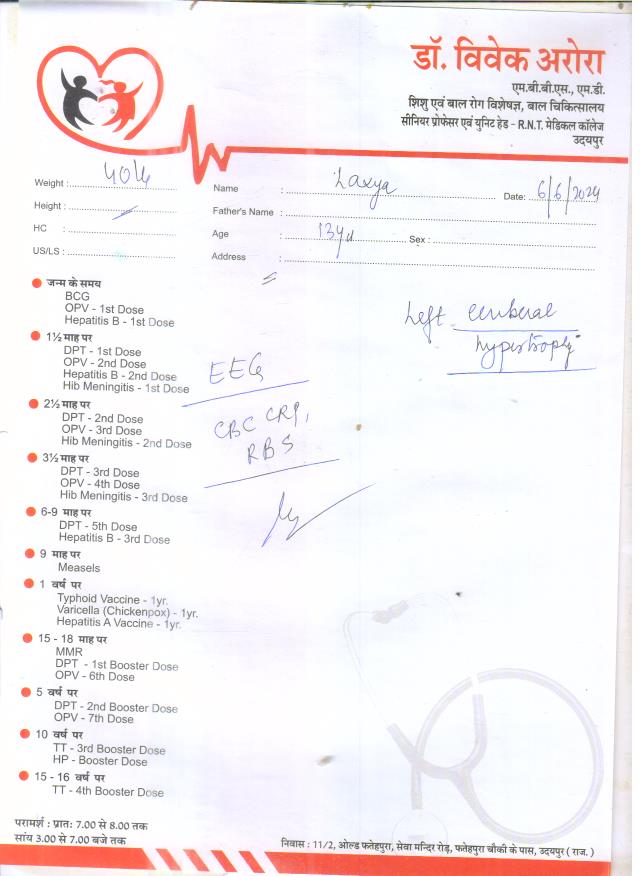 डॉ. विवेक अरोरा
एम.बी.बी.एस., एम.डी.
शिशु एवं बाल रोग विशेषज्ञ, बाल चिकित्सालय
सीनियर प्रोफेसर एवं युनिट हेड - R.N.T. मेडिकल कॉलेज
उदयपुर
Weight :
Name : Laxya Date: 6/6/2024
Height :
Father's Name :
HC :
Age : 13yr Sex :
US/LS :
Address :
जन्म के समय
BCG
OPV - 1st Dose
Hepatitis B - 1st Dose
1½ माह पर
DPT - 1st Dose
OPV - 2nd Dose
Hepatitis B - 2nd Dose
Hib Meningitis - 1st Dose
2½ माह पर
DPT - 2nd Dose
OPV - 3rd Dose
Hib Meningitis - 2nd Dose
3½ माह पर
DPT - 3rd Dose
OPV - 4th Dose
Hib Meningitis - 3rd Dose
6-9 माह पर
DPT - 5th Dose
Hepatitis B - 3rd Dose
9 माह पर
Measels
1 वर्ष पर
Typhoid Vaccine - 1yr.
Varicella (Chickenpox) - 1yr.
Hepatitis A Vaccine - 1yr.
15 - 18 माह पर
MMR
DPT - 1st Booster Dose
OPV - 6th Dose
5 वर्ष पर
DPT - 2nd Booster Dose
OPV - 7th Dose
10 वर्ष पर
TT - 3rd Booster Dose
HP - Booster Dose
15 - 16 वर्ष पर
TT - 4th Booster Dose
Left
hypertrophy
EEG
CBC CRP,
RBS
परामर्श : प्रातः 7.00 से 8.00 तक
सांय 3.00 से 7.00 बजे तक
निवास : 11/2, ओल्ड फतेहपुरा, सेवा मन्दिर रोड़, फतेहपुरा चौकी के पास, उदयपुर ( राज. )